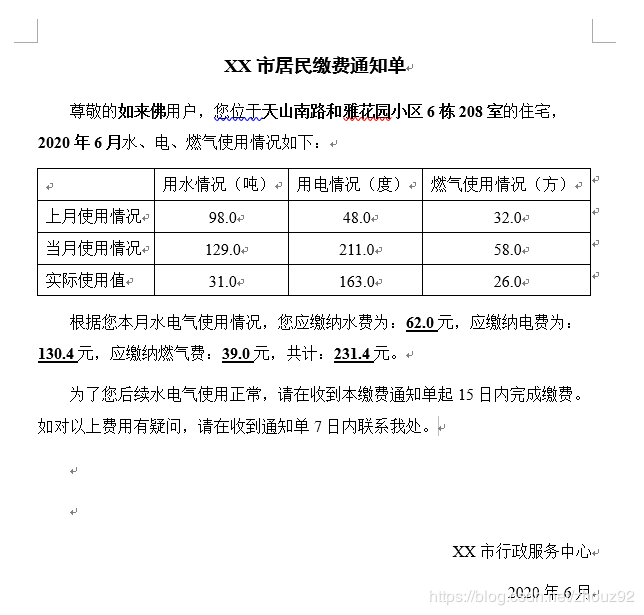 XX 市居民缴费通知单
尊敬的如来佛用户，您位于天山南路和雅花园小区 6 栋 208 室的住宅，
2020 年 6 月水、电、燃气使用情况如下：
用水情况（吨） 用电情况（度） 燃气使用情况（方）
上月使用情况 98.0 48.0 32.0
当月使用情况 129.0 211.0 58.0
实际使用值 31.0 163.0 26.0
根据您本月水电气使用情况，您应缴纳水费为：62.0 元，应缴纳电费为：
130.4 元，应缴纳燃气费：39.0 元，共计：231.4 元。
为了您后续水电气使用正常，请在收到本缴费通知单起 15 日内完成缴费。
如对以上费用有疑问，请在收到通知单 7 日内联系我处。
XX 市行政服务中心
2020 年 6 月